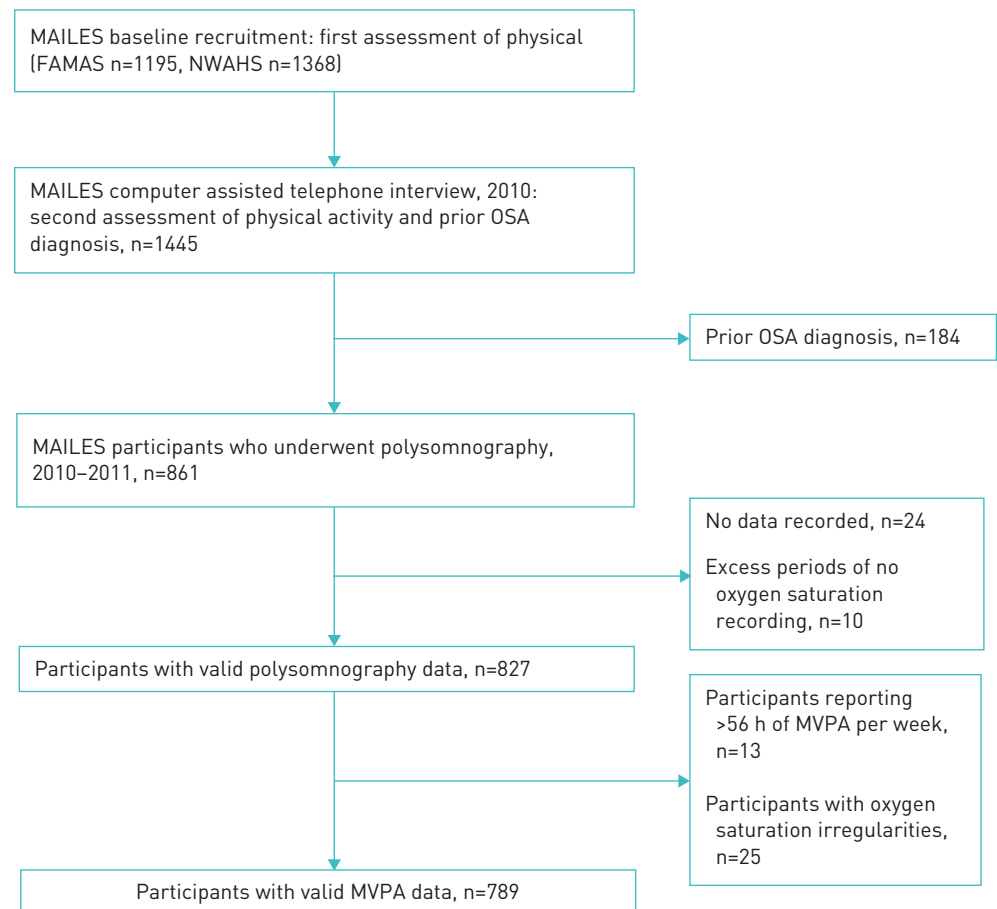 MAILES baseline recruitment: first assessment of physical
(FAMAS n=1195, NWAHS n=1368)
MAILES computer assisted telephone interview, 2010:
second assessment of physical activity and prior OSA
diagnosis, n=1445
Prior OSA diagnosis, n=184
MAILES participants who underwent polysomnography,
2010–2011, n=861
No data recorded, n=24
Excess periods of no
oxygen saturation
recording, n=10
Participants with valid polysomnography data, n=827
Participants reporting
>56 h of MVPA per week,
n=13
Participants with oxygen
saturation irregularities,
n=25
Participants with valid MVPA data, n=789